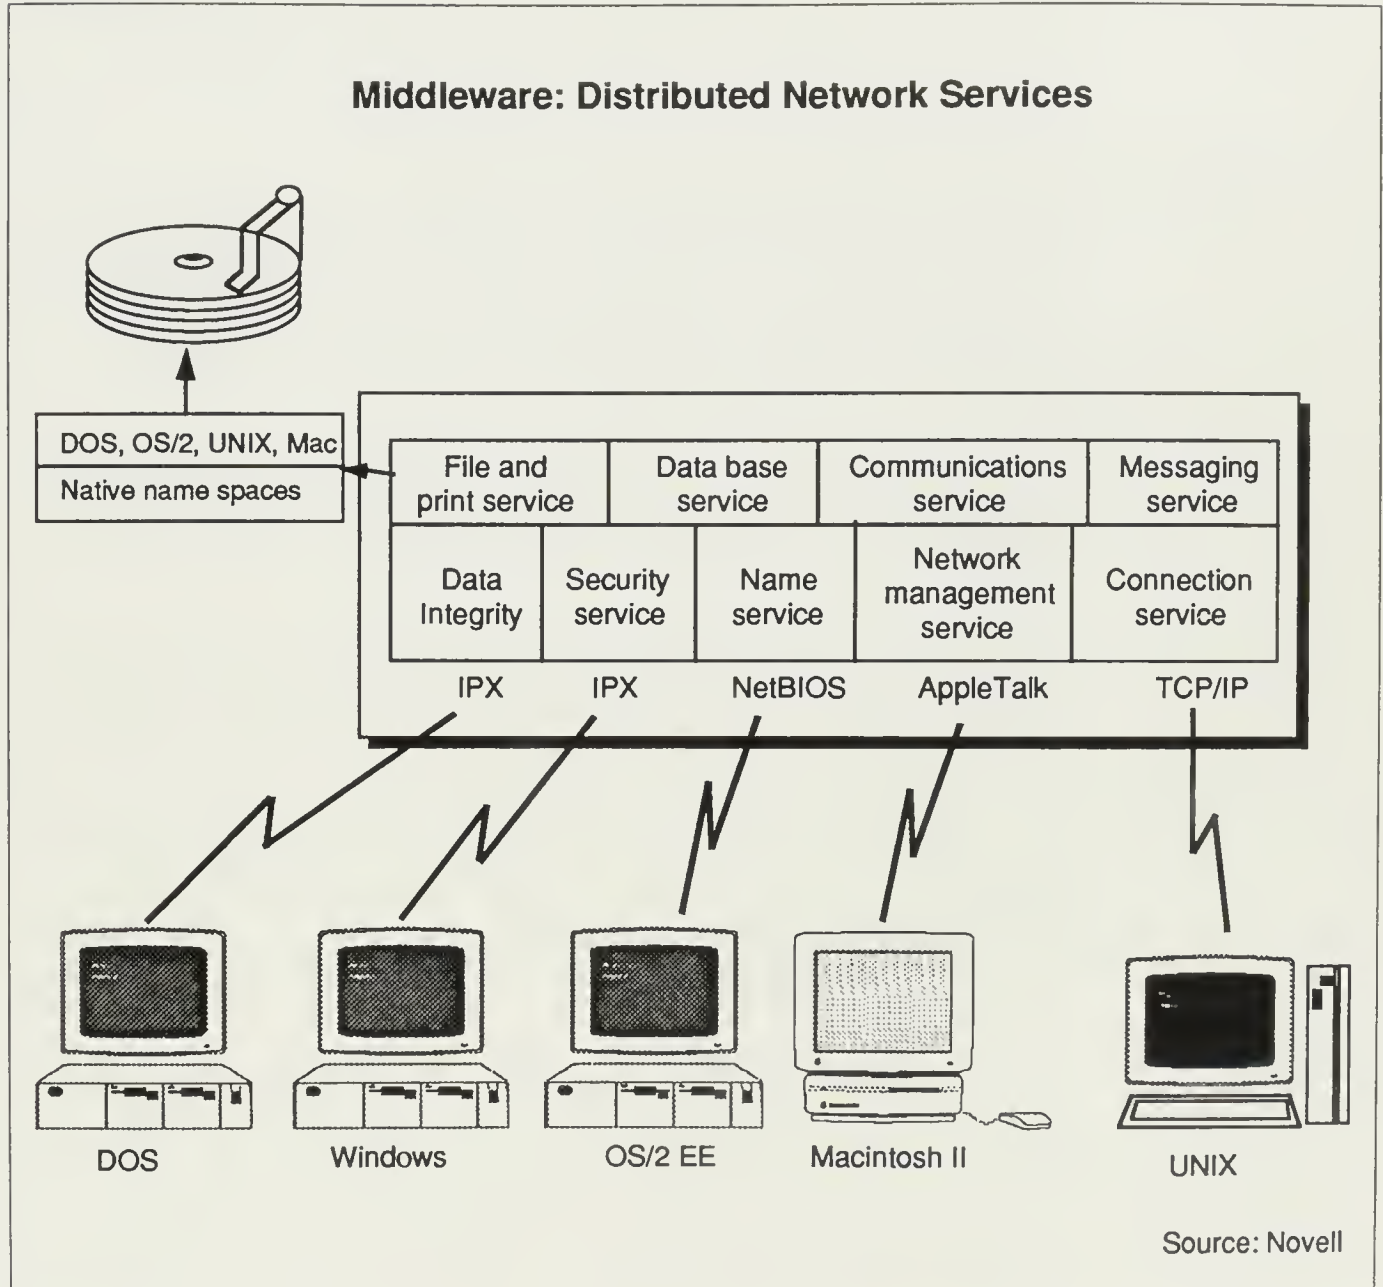 Middleware: Distributed Network Services
DOS, OS/2, UNIX, Mac
Native name spaces
File and
print service
Data base
service
Communications
service
Messaging
service
Data
Integrity
Security
service
Name
service
Network
management
service
Connection
service
IPX
IPX
NetBIOS
AppleTalk
TCP/IP
DOS
Windows
OS/2 EE
Macintosh II
UNIX
Source: Novell